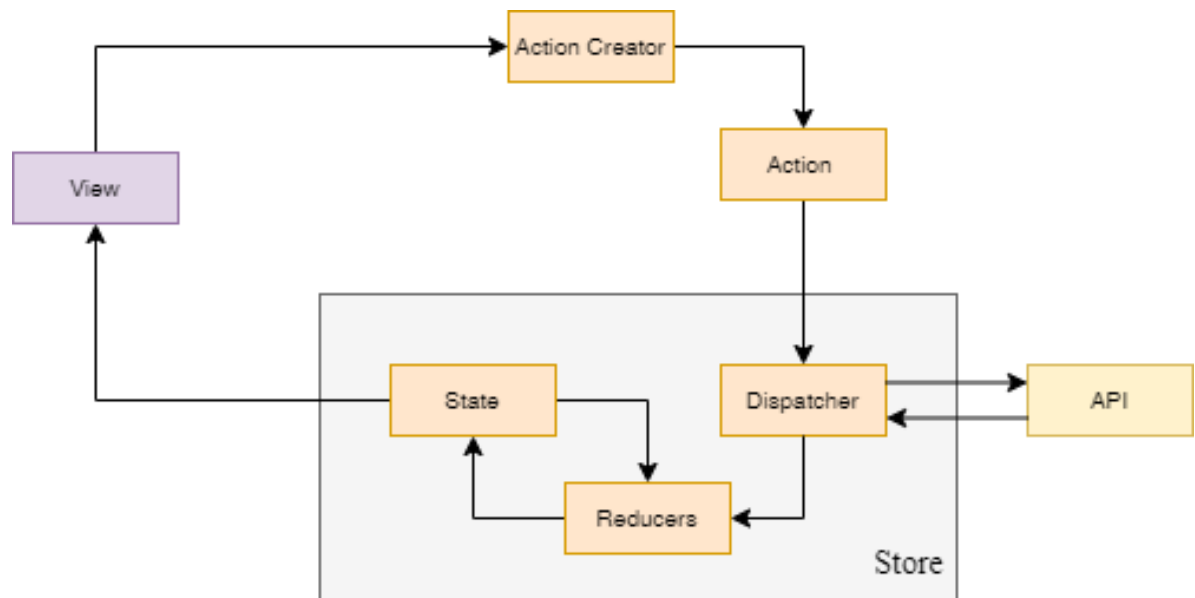 Action Creator
Action
View
State
Dispatcher
API
Reducers
Store